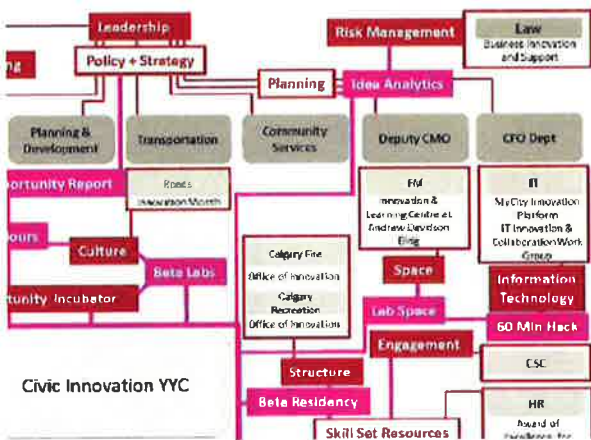 Leadership
Risk Management
Law
Business Innovation
and Support
Policy + Strategy
Planning
Idea Analytics
Planning &
Development
Transportation
Community
Services
Deputy CMO
CFO Dept
ortunity Report
Roads
Innovation Month
FM
Innovation &
Learning Centre at
Andrew Davidson
Bldg
IT
MyCity Innovation
Platform
IT Innovation &
Collaboration Work
Group
ours
Culture
Beta Labs
Calgary Fire
Office of Innovation
Calgary
Recreation
Office of Innovation
Space
Information
Technology
tunity Incubator
Lab Space
60 Min Hack
Engagement
CSC
Structure
Civic Innovation YYC
Beta Residency
HR
Award of
Skill Set Resources